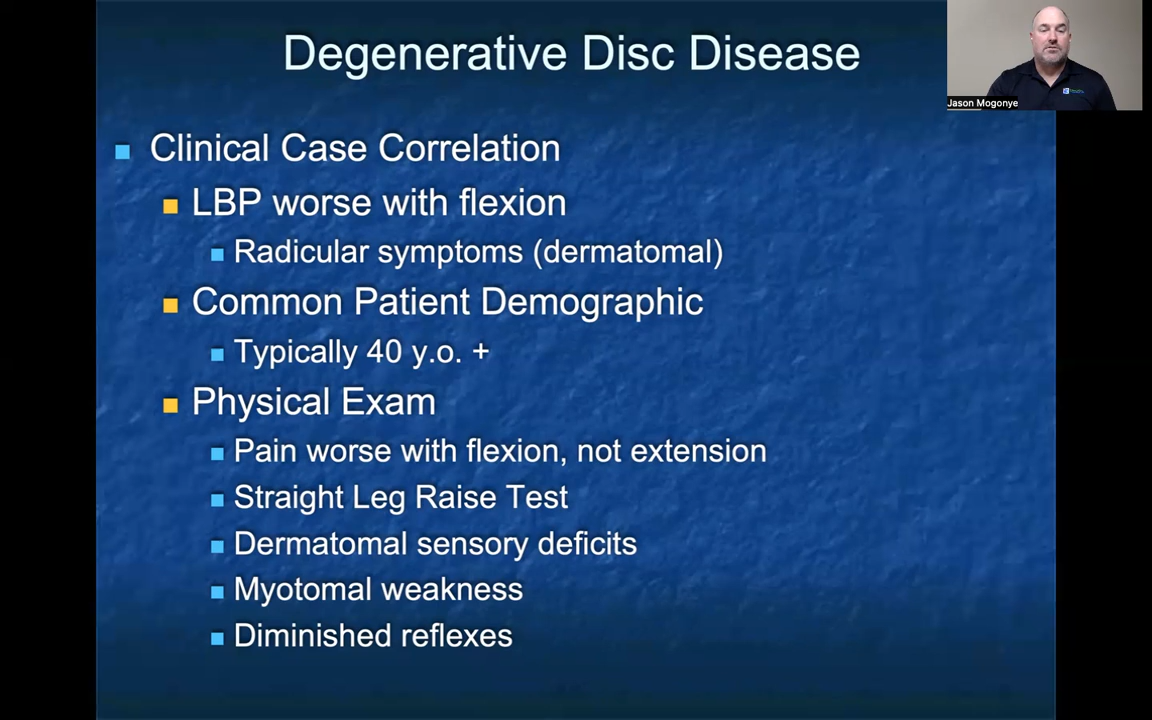 Degenerative Disc Disease
Jason Mogonye
Clinical Case Correlation
LBP worse with flexion
Radicular symptoms (dermatomal)
Common Patient Demographic
Typically 40 y.o. +
Physical Exam
Pain worse with flexion, not extension
Straight Leg Raise Test
Dermatomal sensory deficits
Myotomal weakness
Diminished reflexes